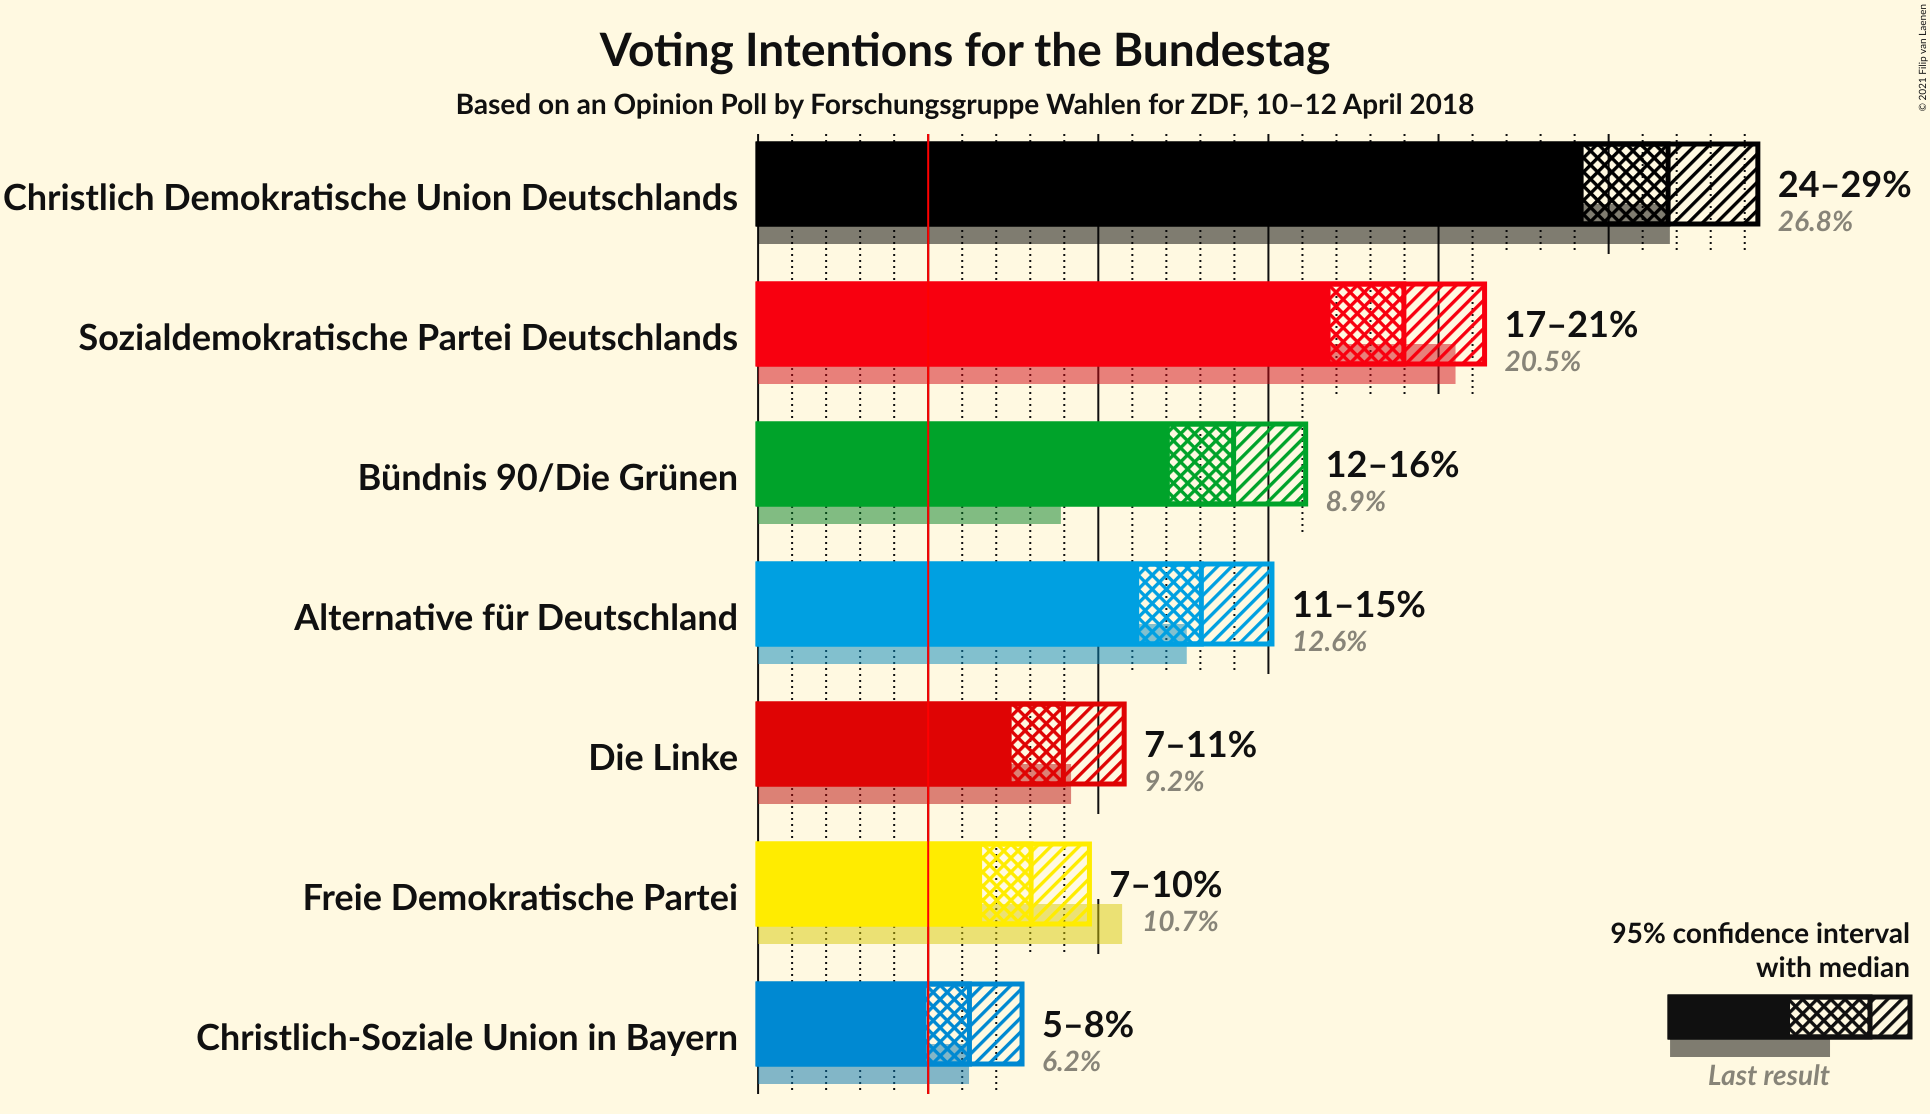 Voting Intentions for the Bundestag
Based on an Opinion Poll by Forschungsgruppe Wahlen for ZDF, 10–12 April 2018
© 2021 Filip van Laenen
Christlich Demokratische Union Deutschlands
24–29%
26.8%
Sozialdemokratische Partei Deutschlands
17–21%
20.5%
Bündnis 90/Die Grünen
12–16%
8.9%
Alternative für Deutschland
11–15%
12.6%
Die Linke
7–11%
9.2%
Freie Demokratische Partei
7–10%
10.7%
Christlich-Soziale Union in Bayern
5–8%
6.2%
95% confidence interval
with median
Last result